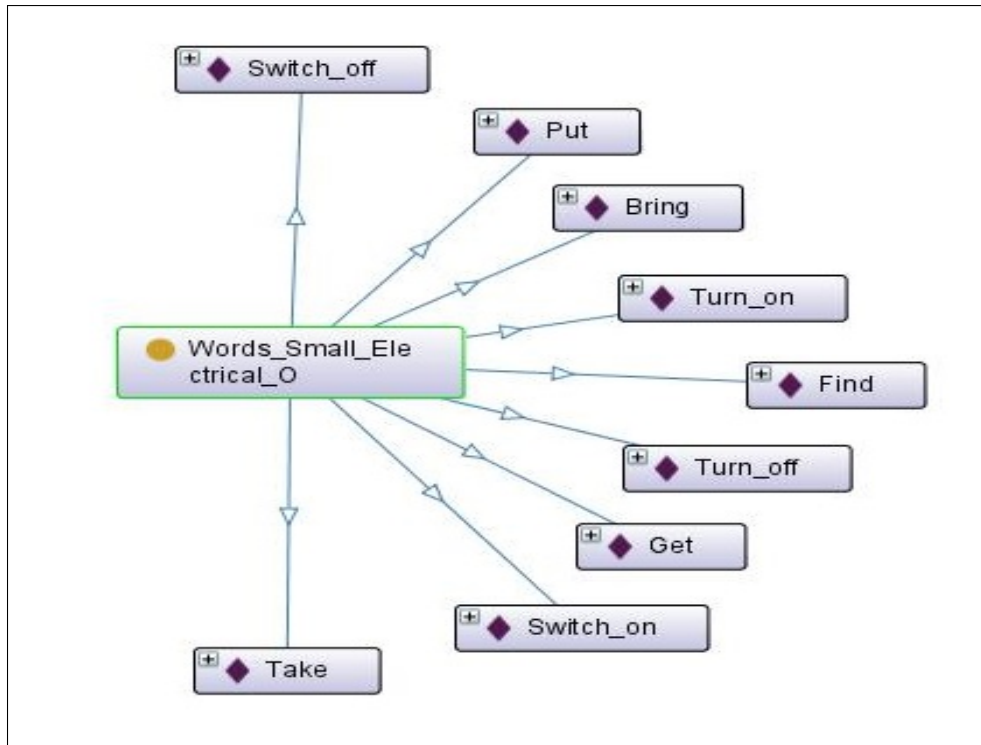 Switch_off
Put
Bring
Turn_on
Words_Small_Ele
ctrical_O
Find
Turn_off
Get
Switch_on
Take